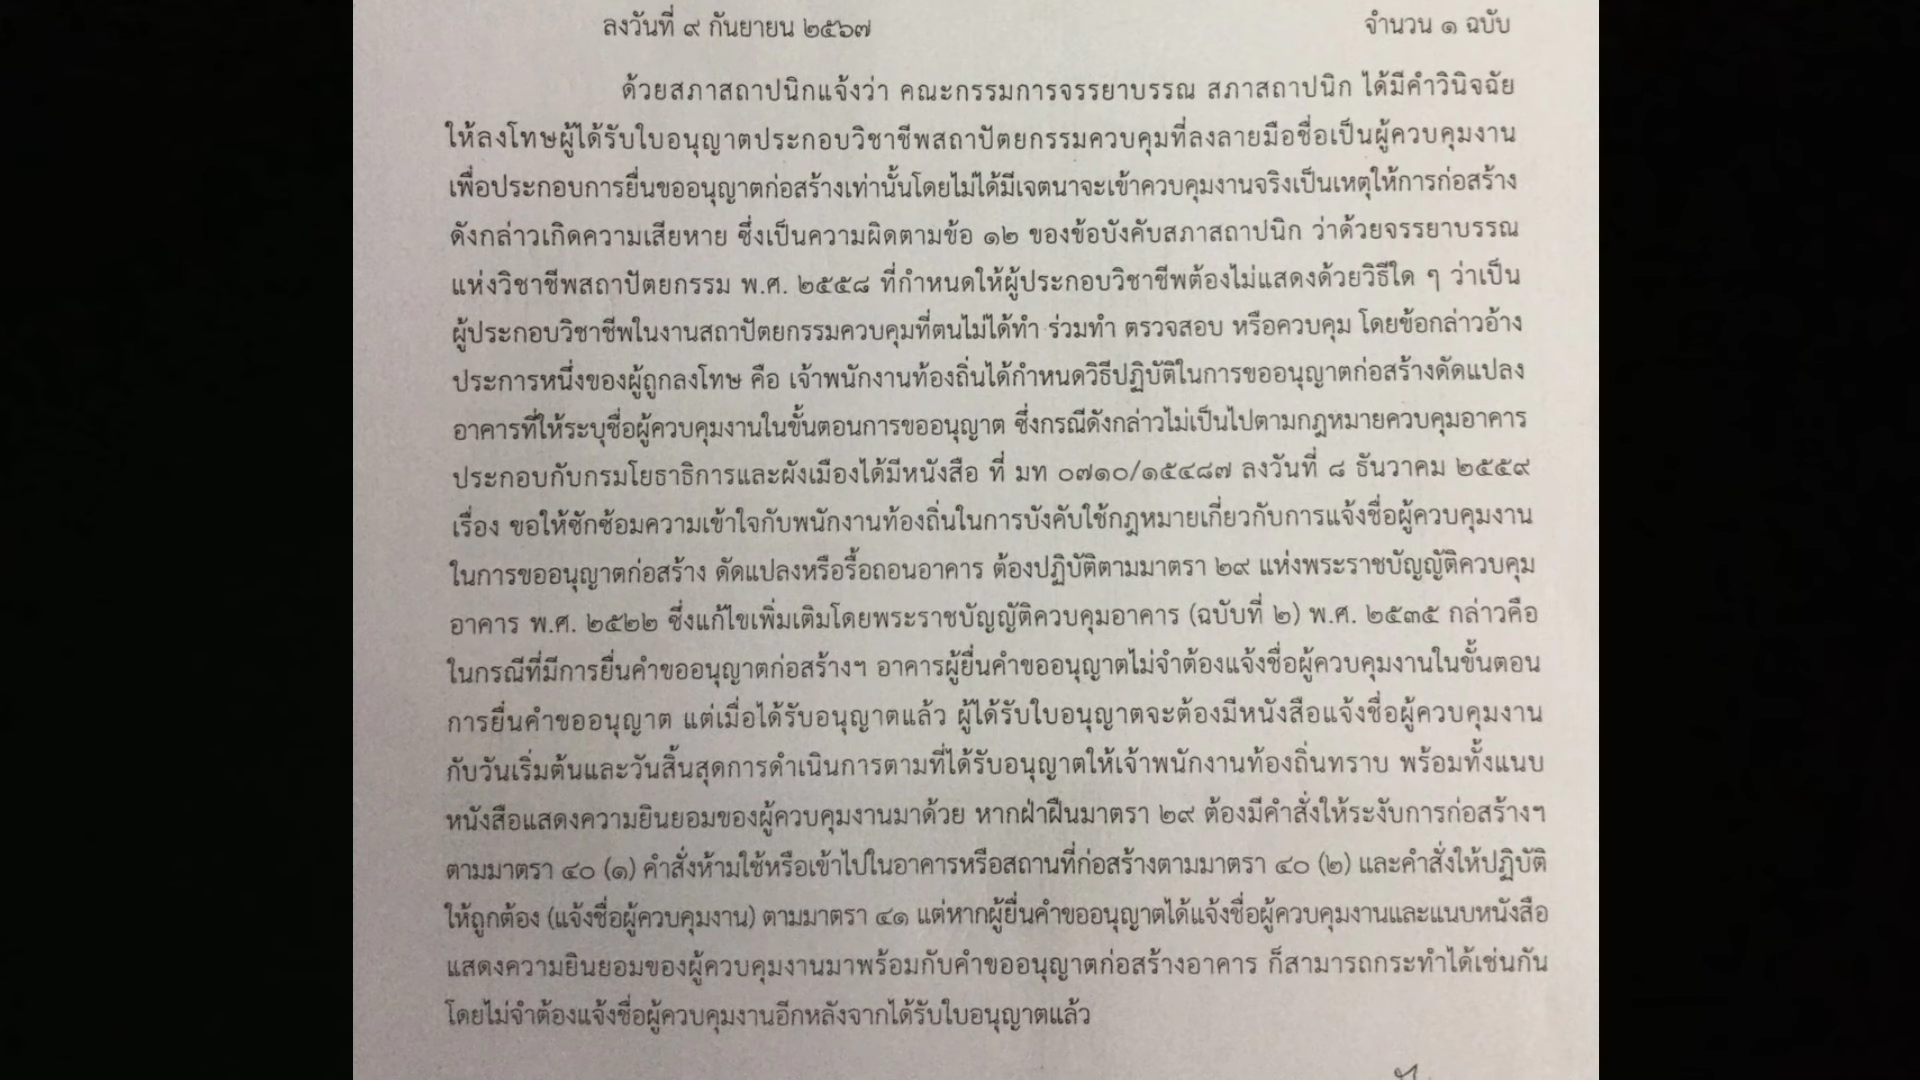 ลงวันที่ ๙ กันยายน ๒๕๖๗ จำนวน ๑ ฉบับ
ด้วยสภาสถาปนิกแจ้งว่า คณะกรรมการจรรยาบรรณ สภาสถาปนิก ได้มีคำวินิจฉัย
ให้ลงโทษผู้ได้รับใบอนุญาตประกอบวิชาชีพสถาปัตยกรรมควบคุมที่ลงลายมือชื่อเป็นผู้ควบคุมงาน
เพื่อประกอบการยื่นขออนุญาตก่อสร้างเท่านั้นโดยไม่ได้มีเจตนาจะเข้าควบคุมงานจริงเป็นเหตุให้การก่อสร้าง
ดังกล่าวเกิดความเสียหาย ซึ่งเป็นความผิดตามข้อ ๑๒ ของข้อบังคับสภาสถาปนิก ว่าด้วยจรรยาบรรณ
แห่งวิชาชีพสถาปัตยกรรม พ.ศ. ๒๕๕๘ ที่กำหนดให้ผู้ประกอบวิชาชีพต้องไม่แสดงด้วยวิธีใด ๆ ว่าเป็น
ผู้ประกอบวิชาชีพในงานสถาปัตยกรรมควบคุมที่ตนไม่ได้ทำ ร่วมทำ ตรวจสอบ หรือควบคุม โดยข้อกล่าวอ้าง
ประการหนึ่งของผู้ถูกลงโทษ คือ เจ้าพนักงานท้องถิ่นได้กำหนดวิธีปฏิบัติในการขออนุญาตก่อสร้างดัดแปลง
อาคารที่ให้ระบุชื่อผู้ควบคุมงานในขั้นตอนการขออนุญาต ซึ่งกรณีดังกล่าวไม่เป็นไปตามกฎหมายควบคุมอาคาร
ประกอบกับกรมโยธาธิการและผังเมืองได้มีหนังสือ ที่ มท ๐๗๑๐/๑๕๔๘๗ ลงวันที่ ๘ ธันวาคม ๒๕๕๙
เรื่อง ขอให้ซักซ้อมความเข้าใจกับพนักงานท้องถิ่นในการบังคับใช้กฎหมายเกี่ยวกับการแจ้งชื่อผู้ควบคุมงาน
ในการขออนุญาตก่อสร้าง ดัดแปลงหรือรื้อถอนอาคาร ต้องปฏิบัติตามมาตรา ๒๙ แห่งพระราชบัญญัติควบคุม
อาคาร พ.ศ. ๒๕๒๒ ซึ่งแก้ไขเพิ่มเติมโดยพระราชบัญญัติควบคุมอาคาร (ฉบับที่ ๒) พ.ศ. ๒๕๓๕ กล่าวคือ
ในกรณีที่มีการยื่นคำขออนุญาตก่อสร้างฯ อาคารผู้ยื่นคำขออนุญาตไม่จำต้องแจ้งชื่อผู้ควบคุมงานในขั้นตอน
การยื่นคำขออนุญาต แต่เมื่อได้รับอนุญาตแล้ว ผู้ได้รับใบอนุญาตจะต้องมีหนังสือแจ้งชื่อผู้ควบคุมงาน
กับวันเริ่มต้นและวันสิ้นสุดการดำเนินการตามที่ได้รับอนุญาตให้เจ้าพนักงานท้องถิ่นทราบ พร้อมทั้งแนบ
หนังสือแสดงความยินยอมของผู้ควบคุมงานมาด้วย หากฝ่าฝืนมาตรา ๒๙ ต้องมีคำสั่งให้ระงับการก่อสร้างฯ
ตามมาตรา ๔๐ (๑) คำสั่งห้ามใช้หรือเข้าไปในอาคารหรือสถานที่ก่อสร้างตามมาตรา ๔๐ (๒) และคำสั่งให้ปฏิบัติ
ให้ถูกต้อง (แจ้งชื่อผู้ควบคุมงาน) ตามมาตรา ๔๑ แต่หากผู้ยื่นคำขออนุญาตได้แจ้งชื่อผู้ควบคุมงานและแนบหนังสือ
แสดงความยินยอมของผู้ควบคุมงานมาพร้อมกับคำขออนุญาตก่อสร้างอาคาร ก็สามารถกระทำได้เช่นกัน
โดยไม่จำต้องแจ้งชื่อผู้ควบคุมงานอีกหลังจากได้รับใบอนุญาตแล้ว